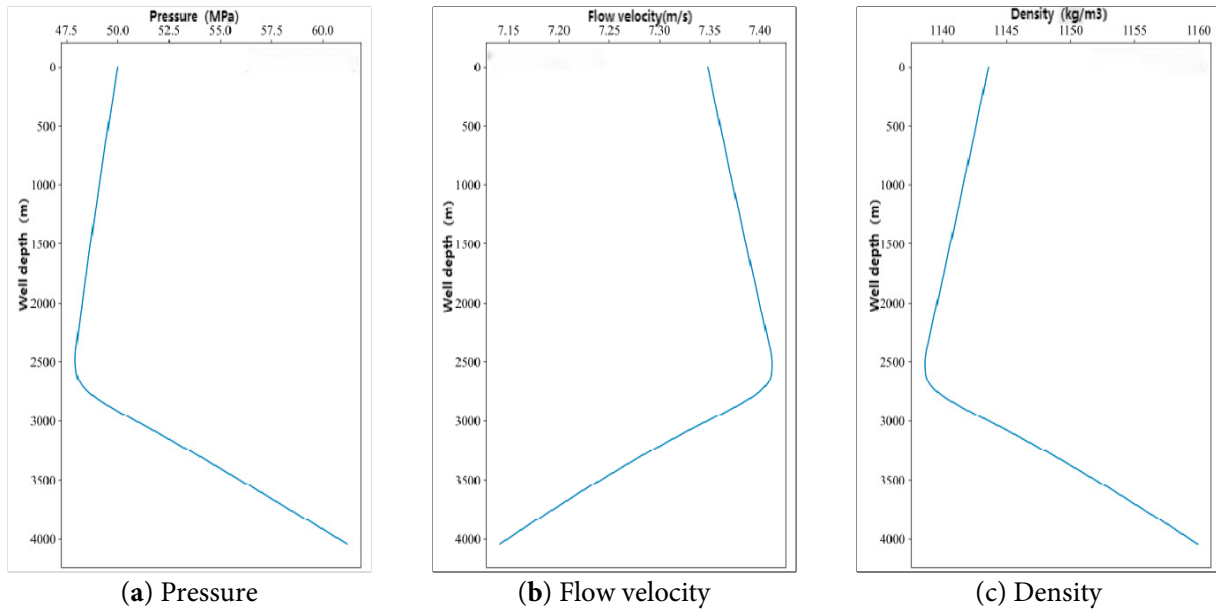 Pressure (MPa)
47.5 50.0 52.5 55.0 57.5 60.0
0
500
1000
1500
2000
2500
3000
3500
4000
Well depth (m)
(a) Pressure
Flow velocity(m/s)
7.15 7.20 7.25 7.30 7.35 7.40
0
500
1000
1500
2000
2500
3000
3500
4000
Well depth (m)
(b) Flow velocity
Density (kg/m3)
1140 1145 1150 1155 1160
0
500
1000
1500
2000
2500
3000
3500
4000
Well depth (m)
(c) Density